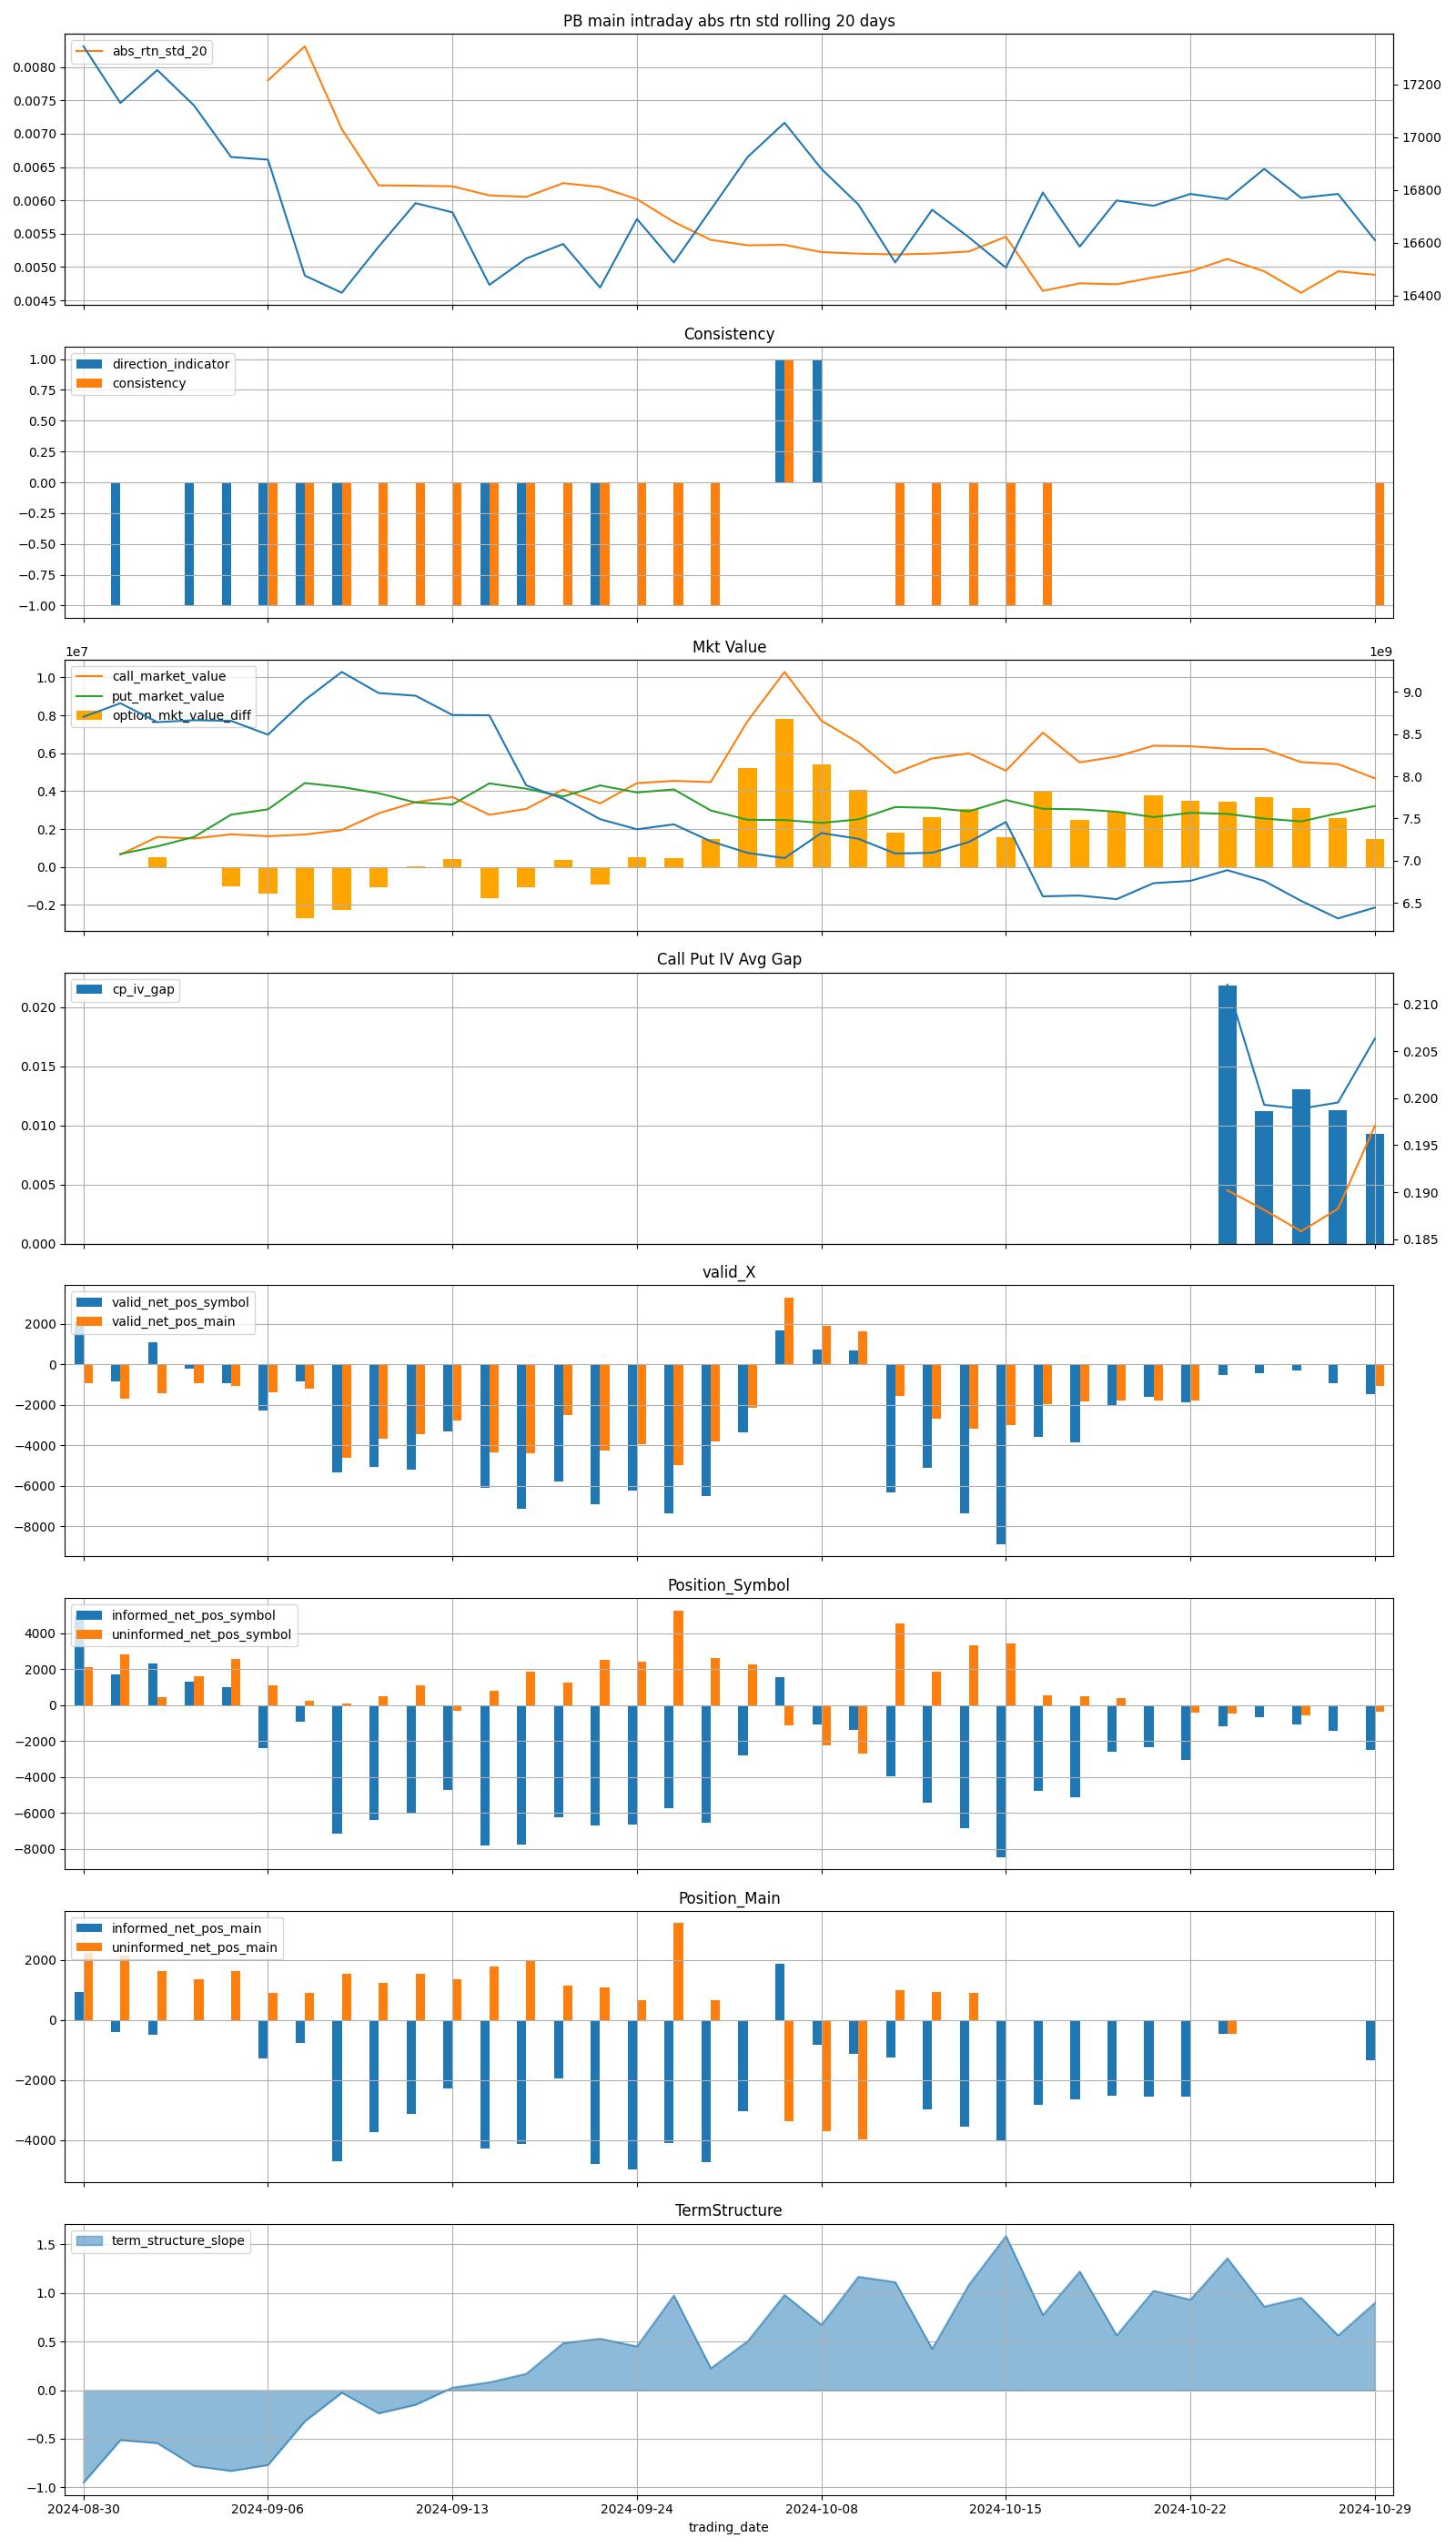 PB main intraday abs rtn std rolling 20 days
abs_rtn_std_20
0.0080
0.0075
0.0070
0.0065
0.0060
0.0055
0.0050
0.0045
17200
17000
16800
16600
16400
Consistency
direction_indicator
consistency
1.00
0.75
0.50
0.25
0.00
−0.25
−0.50
−0.75
−1.00
Mkt Value
1e7
1e9
call_market_value
put_market_value
option_mkt_value_diff
1.0
0.8
0.6
0.4
0.2
0.0
−0.2
9.0
8.5
8.0
7.5
7.0
6.5
Call Put IV Avg Gap
cp_iv_gap
0.020
0.015
0.010
0.005
0.000
0.210
0.205
0.200
0.195
0.190
0.185
valid_X
valid_net_pos_symbol
valid_net_pos_main
2000
0
−2000
−4000
−6000
−8000
Position_Symbol
informed_net_pos_symbol
uninformed_net_pos_symbol
4000
2000
0
−2000
−4000
−6000
−8000
Position_Main
informed_net_pos_main
uninformed_net_pos_main
2000
0
−2000
−4000
TermStructure
term_structure_slope
1.5
1.0
0.5
0.0
−0.5
−1.0
2024-08-30 2024-09-06 2024-09-13 2024-09-24 2024-10-08 2024-10-15 2024-10-22 2024-10-29
trading_date